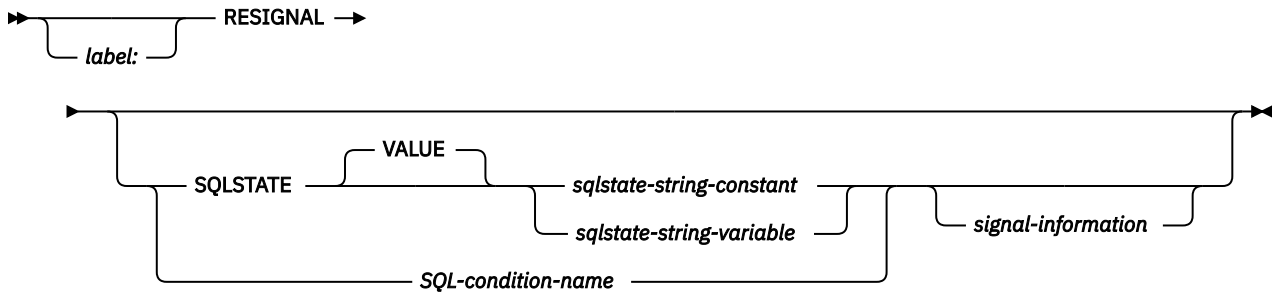 RESIGNAL
label:
VALUE
SQLSTATE sqlstate-string-constant
sqlstate-string-variable signal-information
SQL-condition-name